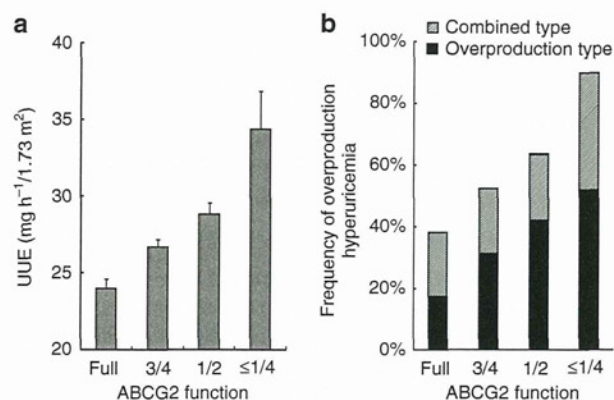 a
UUE (mg h⁻¹/1.73 m²)
40
35
30
25
20
Full 3/4 1/2 ≤1/4
ABCG2 function
b
Combined type
Overproduction type
Frequency of overproduction
hyperuricemia
100%
80%
60%
40%
20%
0%
Full 3/4 1/2 ≤1/4
ABCG2 function